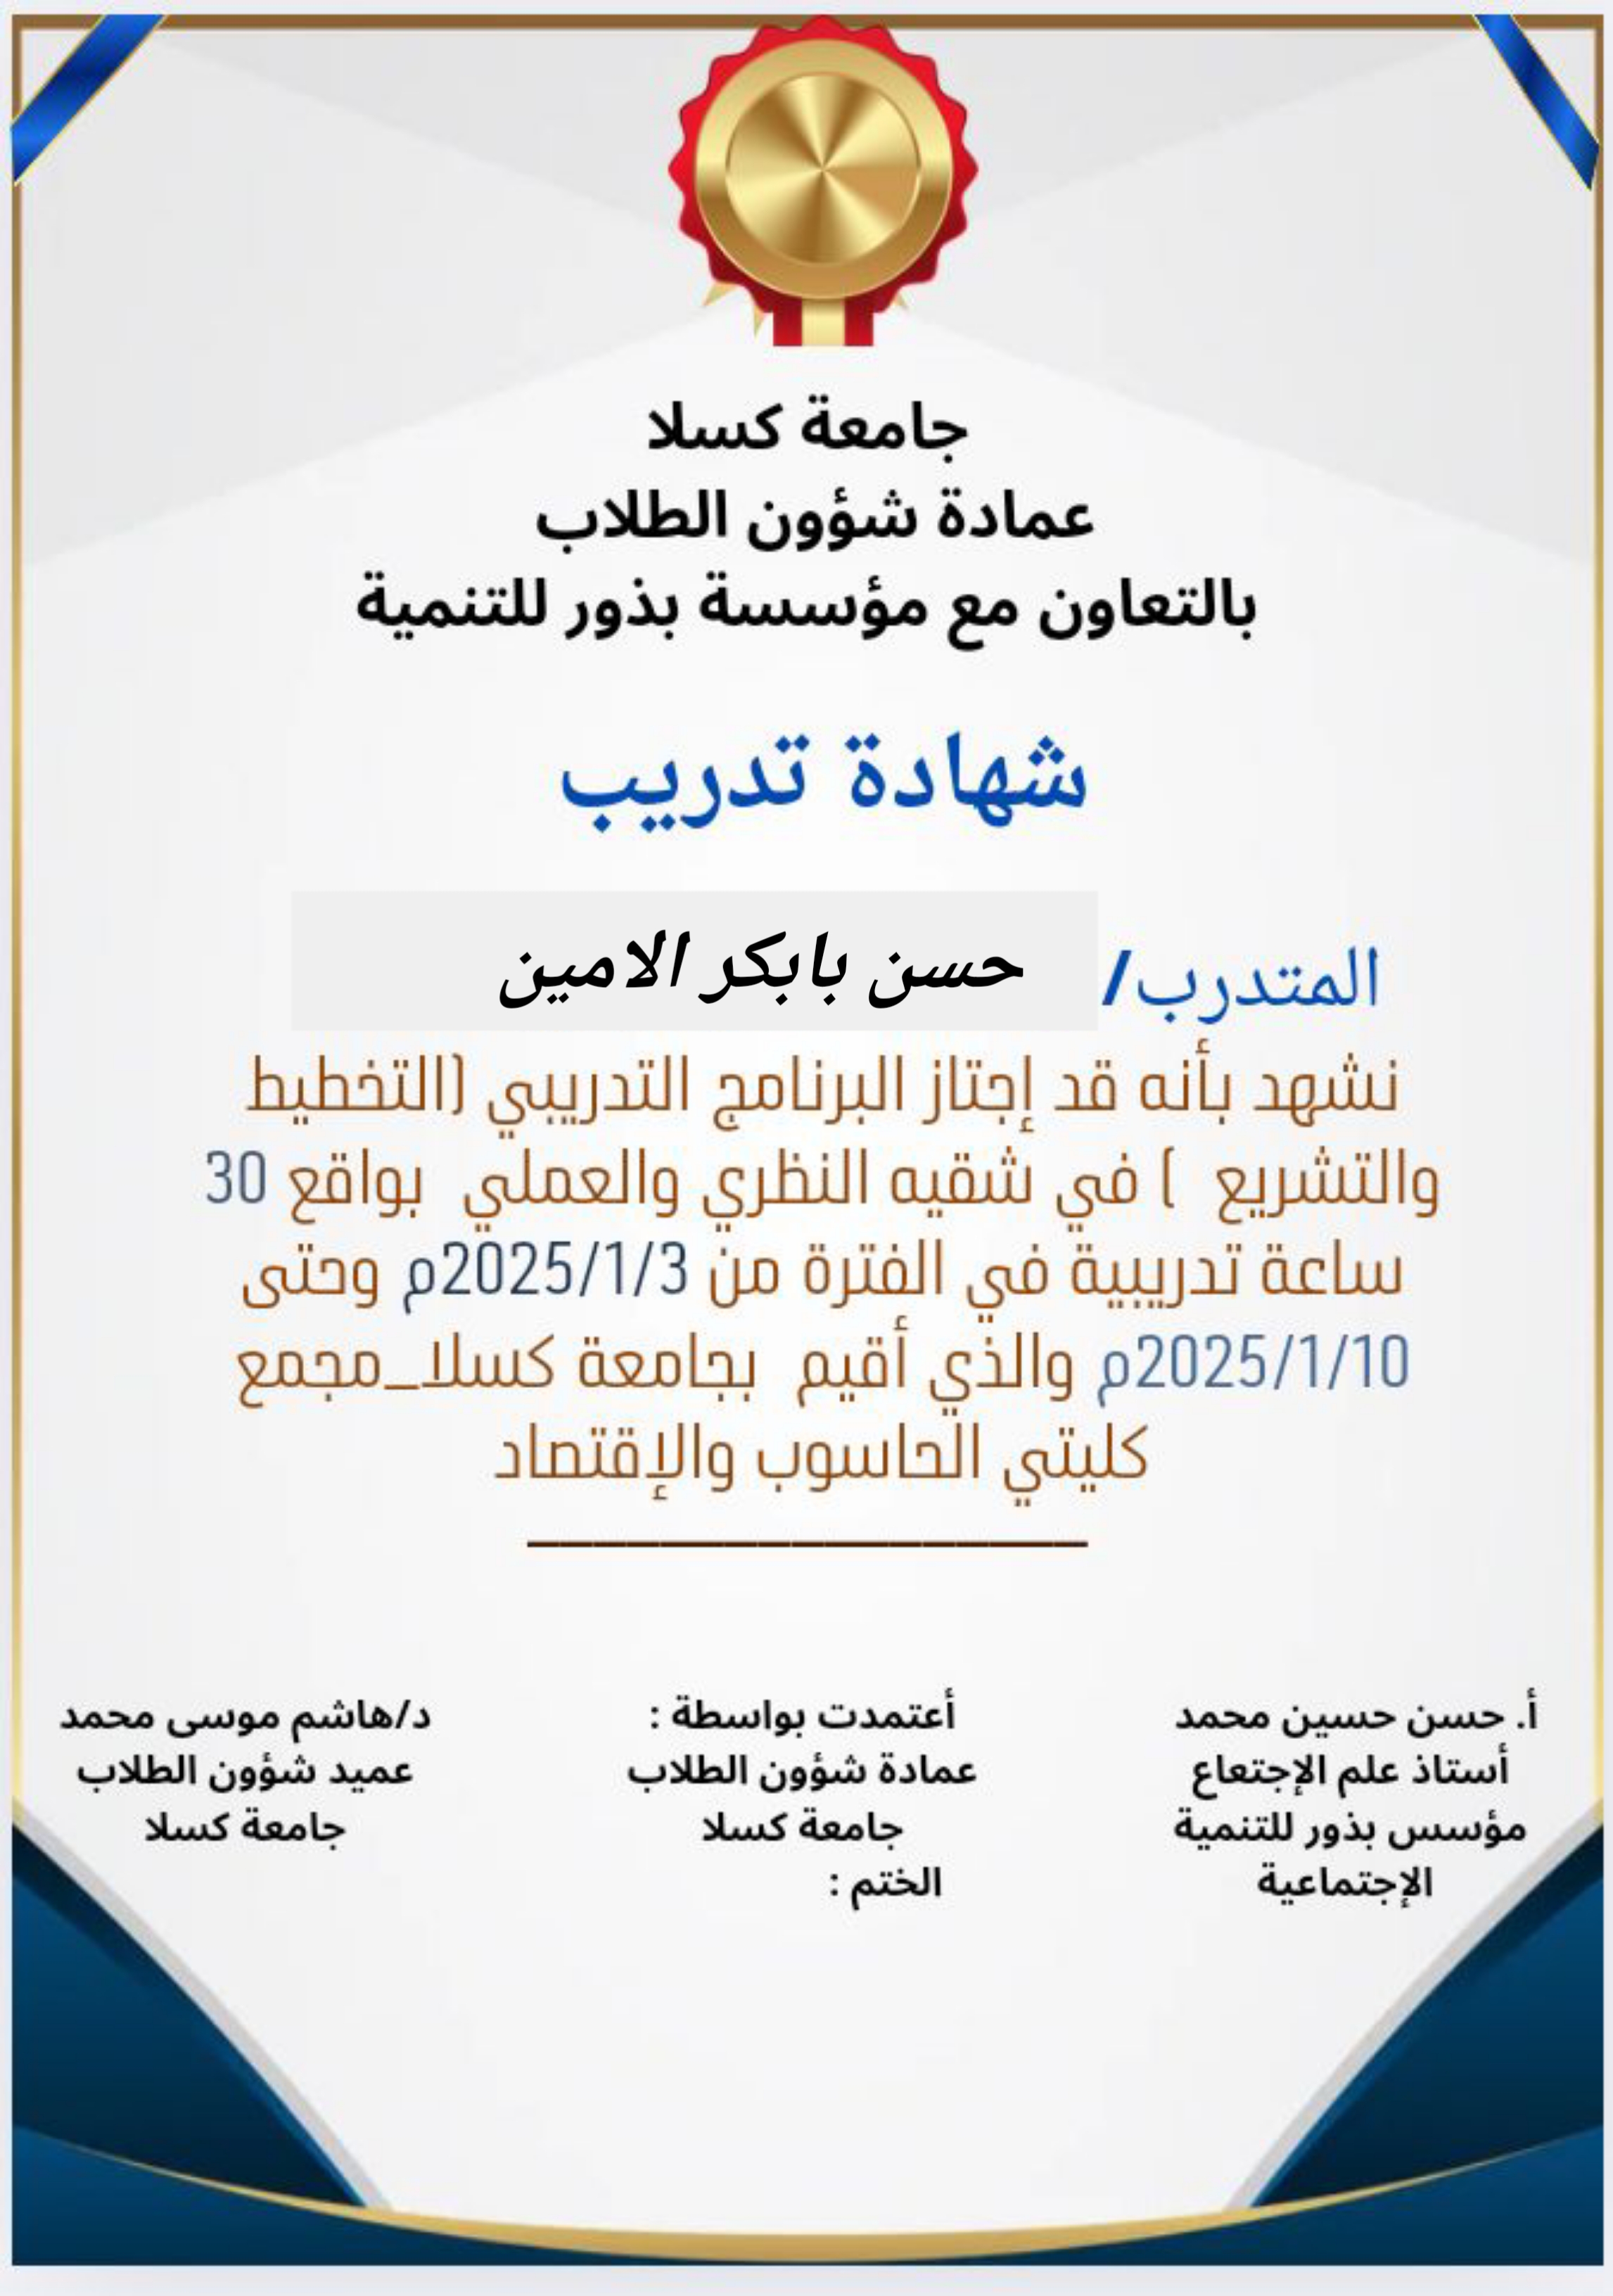 جامعة كسلا
عمادة شؤون الطلاب
بالتعاون مع مؤسسة بذور للتنمية
شهادة تدريب
المتدرب/ حسن بابكر الامين
نشهد بأنه قد إجتاز البرنامج التدريبي (التخطيط
والتشريع ) في شقيه النظري والعملي بواقع 30
ساعة تدريبية في الفترة من 2025/1/3م وحتى
2025/1/10م والذي أقيم بجامعة كسلا_مجمع
كليتي الحاسوب والإقتصاد
أ. حسن حسين محمد
أستاذ علم الإجتعاع
مؤسس بذور للتنمية
الإجتماعية
أعتمدت بواسطة :
عمادة شؤون الطلاب
جامعة كسلا
الختم :
د/هاشم موسى محمد
عميد شؤون الطلاب
جامعة كسلا